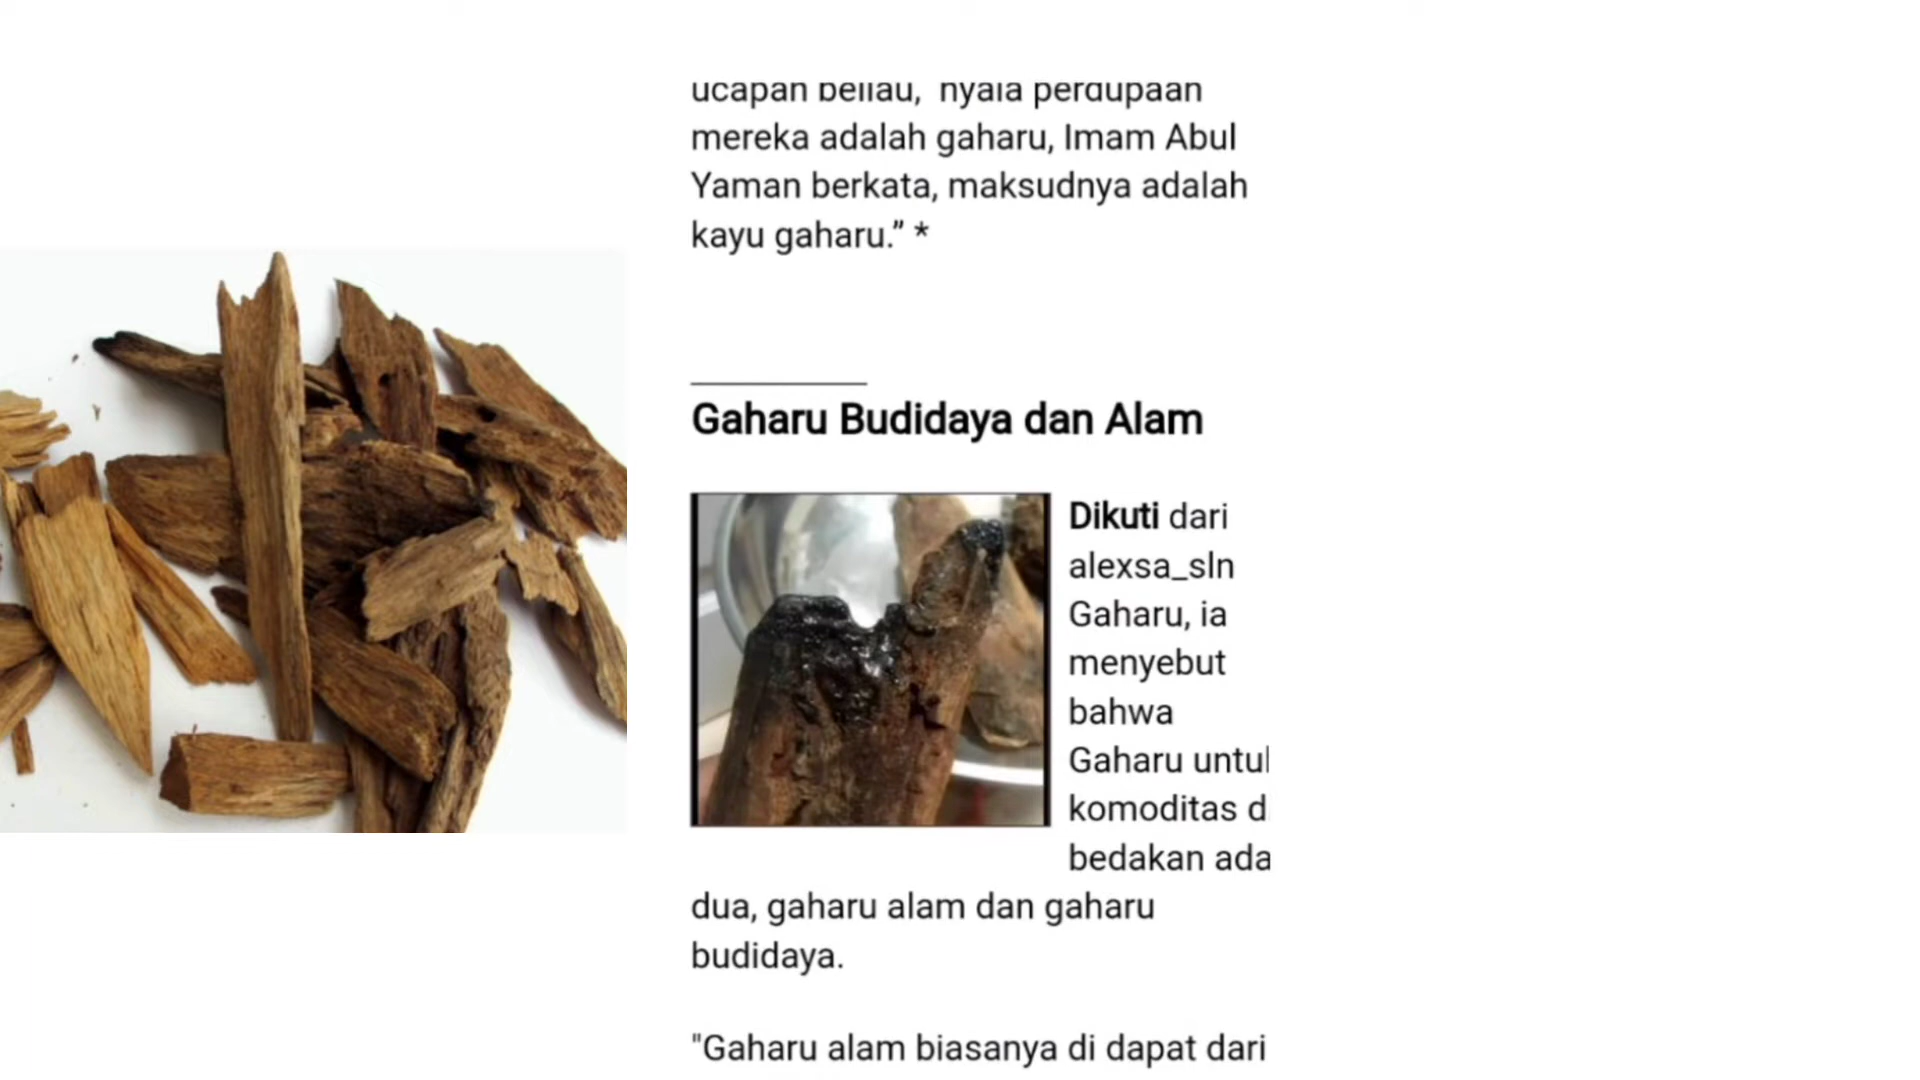 ucapan beliau, nyala perdupaan
mereka adalah gaharu, Imam Abul
Yaman berkata, maksudnya adalah
kayu gaharu.” *
Gaharu Budidaya dan Alam
Dikuti dari
alexsa_sln
Gaharu, ia
menyebut
bahwa
Gaharu
komoditas
bedakan ada
dua, gaharu alam dan gaharu
budidaya.
"Gaharu alam biasanya di dapat dari